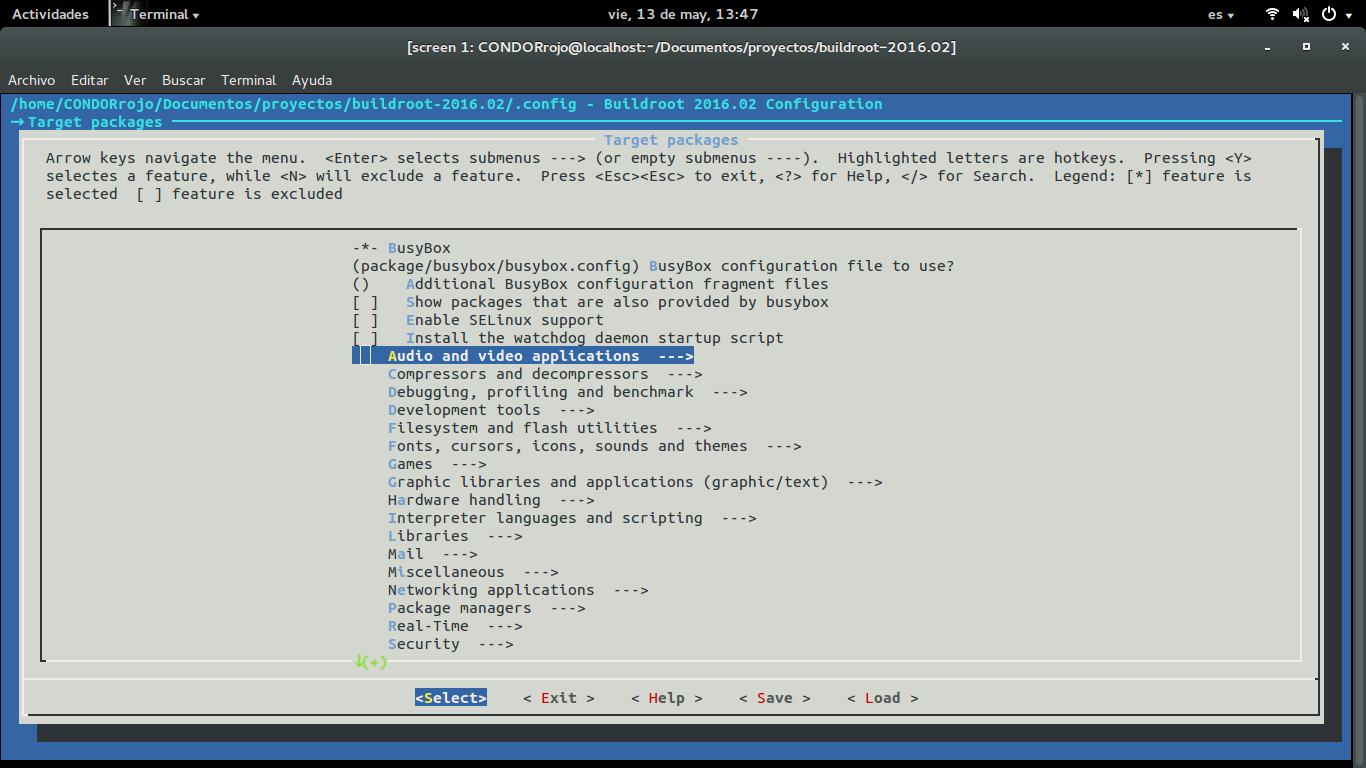 Actividades Terminal vie, 13 de may, 13:47 es
[screen 1: CONDORrojo@localhost:~/Documentos/proyectos/buildroot-2016.02]
Archivo Editar Ver Buscar Terminal Ayuda
/home/CONDORrojo/Documentos/proyectos/buildroot-2016.02/.config - Buildroot 2016.02 Configuration
→ Target packages
Target packages
Arrow keys navigate the menu.  <Enter> selects submenus ---> (or empty submenus ----).  Highlighted letters are hotkeys.  Pressing <Y>
selectes a feature, while <N> will exclude a feature.  Press <Esc><Esc> to exit, <?> for Help, </> for Search.  Legend: [*] feature is
selected  [ ] feature is excluded
-*- BusyBox
(package/busybox/busybox.config) BusyBox configuration file to use?
()    Additional BusyBox configuration fragment files
[ ]   Show packages that are also provided by busybox
[ ]   Enable SELinux support
[ ]   Install the watchdog daemon startup script
Audio and video applications  --->
Compressors and decompressors  --->
Debugging, profiling and benchmark  --->
Development tools  --->
Filesystem and flash utilities  --->
Fonts, cursors, icons, sounds and themes  --->
Games  --->
Graphic libraries and applications (graphic/text)  --->
Hardware handling  --->
Interpreter languages and scripting  --->
Libraries  --->
Mail  --->
Miscellaneous  --->
Networking applications  --->
Package managers  --->
Real-Time  --->
Security  --->
↓(+)
<Select>    < Exit >    < Help >    < Save >    < Load >